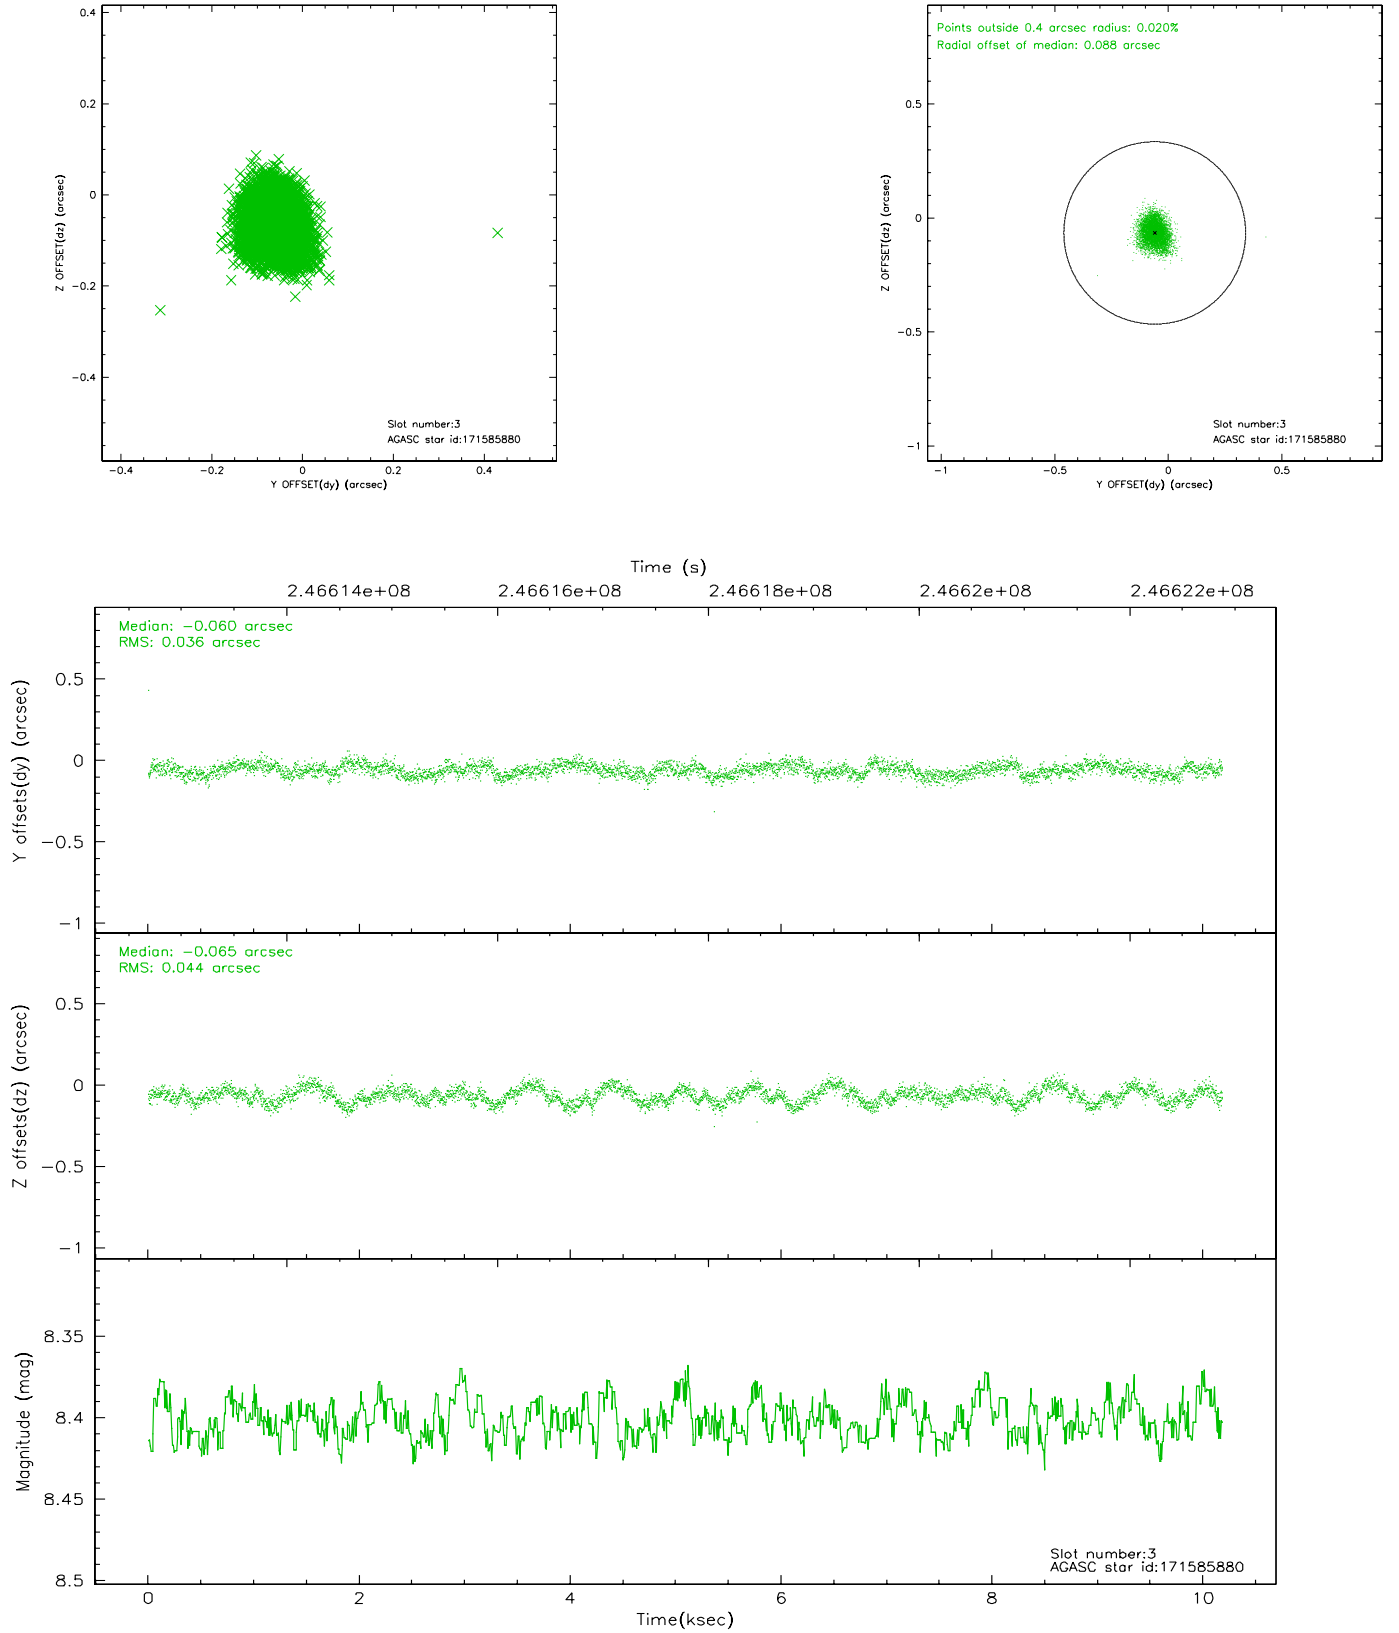 0.4
0.2
0
−0.2
−0.4
Z OFFSET(dz) (arcsec)
Slot number:3
AGASC star id:171585880
−0.4 −0.2 0 0.2 0.4
Y OFFSET(dy) (arcsec)
Points outside 0.4 arcsec radius: 0.020%
Radial offset of median: 0.088 arcsec
0.5
0
−0.5
−1
Z OFFSET(dz) (arcsec)
Slot number:3
AGASC star id:171585880
−1 −0.5 0 0.5
Y OFFSET(dy) (arcsec)
Time (s)
2.46614e+08 2.46616e+08 2.46618e+08 2.4662e+08 2.46622e+08
Median: −0.060 arcsec
RMS: 0.036 arcsec
0.5
0
−0.5
−1
Y offsets(dy) (arcsec)
Median: −0.065 arcsec
RMS: 0.044 arcsec
0.5
0
−0.5
−1
Z offsets(dz) (arcsec)
8.35
8.4
8.45
8.5
Magnitude (mag)
Slot number:3
AGASC star id:171585880
0 2 4 6 8 10
Time(ksec)